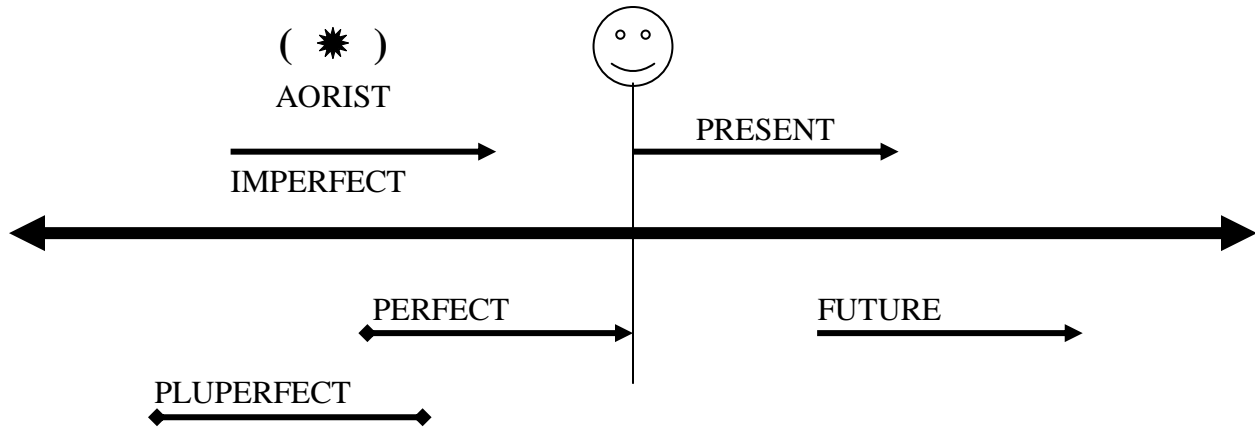 ( )
AORIST
PRESENT
IMPERFECT
PERFECT
FUTURE
PLUPERFECT